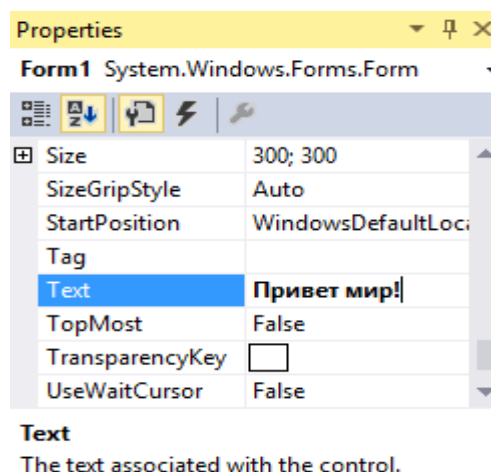 Properties
Form1 System.Windows.Forms.Form
Size 300; 300
SizeGripStyle Auto
StartPosition WindowsDefaultLoca
Tag
Text Привет мир!
TopMost False
TransparencyKey
UseWaitCursor False
Text
The text associated with the control.